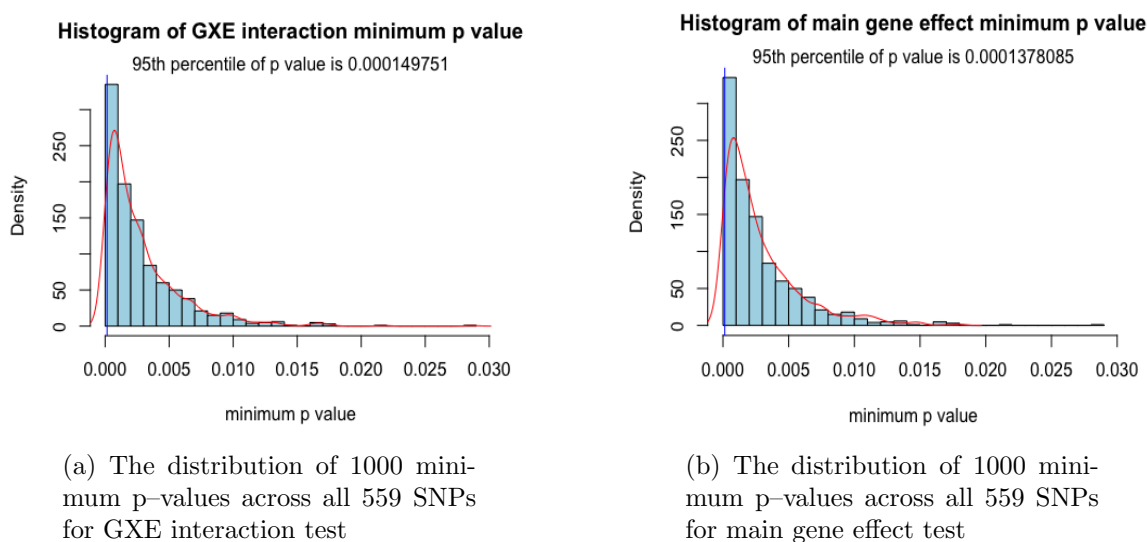 Histogram of GXE interaction minimum p value
95th percentile of p value is 0.000149751
Density
0
50
150
250
0.000 0.005 0.010 0.015 0.020 0.025 0.030
minimum p value
(a) The distribution of 1000 mini-
mum p–values across all 559 SNPs
for GXE interaction test
Histogram of main gene effect minimum p value
95th percentile of p value is 0.0001378085
Density
0
50
150
250
0.000 0.005 0.010 0.015 0.020 0.025 0.030
minimum p value
(b) The distribution of 1000 mini-
mum p–values across all 559 SNPs
for main gene effect test